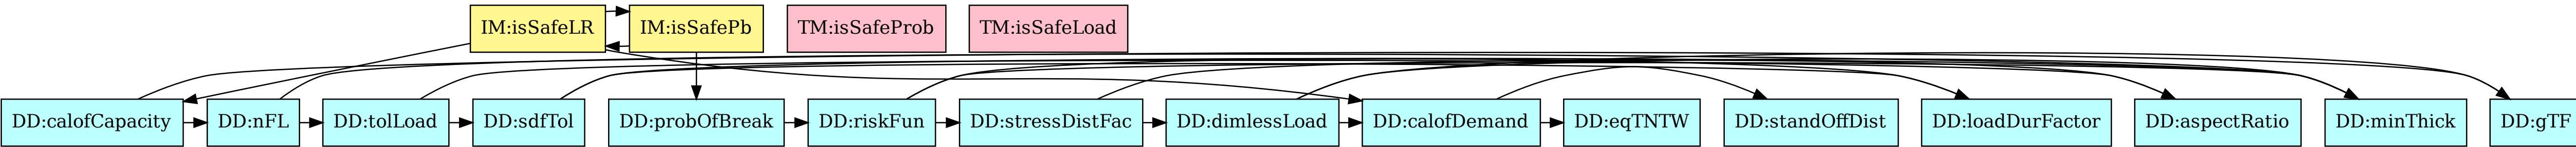 IM:isSafeLR
IM:isSafePb
TM:isSafeProb
TM:isSafeLoad
DD:calofCapacity
DD:nFL
DD:tolLoad
DD:sdfTol
DD:probOfBreak
DD:riskFun
DD:stressDistFac
DD:dimlessLoad
DD:calofDemand
DD:eqTNTW
DD:standOffDist
DD:loadDurFactor
DD:aspectRatio
DD:minThick
DD:gTF